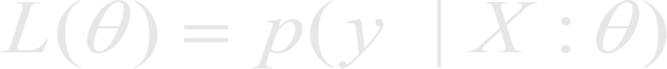 L(θ) = p(y | X : θ)